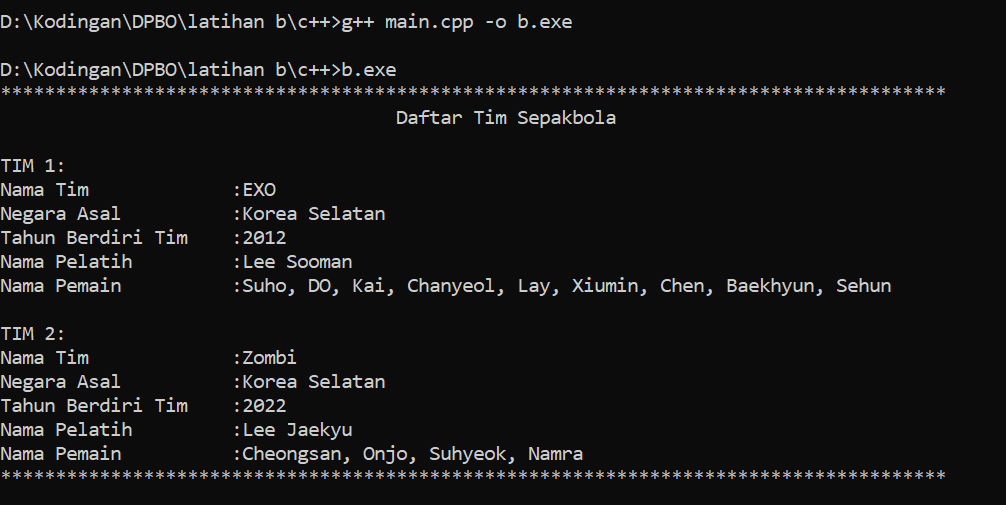 D:\Kodingan\DPBO\latihan b\c++>g++ main.cpp -o b.exe
D:\Kodingan\DPBO\latihan b\c++>b.exe
**************************************************************************************
Daftar Tim Sepakbola
TIM 1:
Nama Tim             :EXO
Negara Asal          :Korea Selatan
Tahun Berdiri Tim    :2012
Nama Pelatih         :Lee Sooman
Nama Pemain          :Suho, DO, Kai, Chanyeol, Lay, Xiumin, Chen, Baekhyun, Sehun
TIM 2:
Nama Tim             :Zombi
Negara Asal          :Korea Selatan
Tahun Berdiri Tim    :2022
Nama Pelatih         :Lee Jaekyu
Nama Pemain          :Cheongsan, Onjo, Suhyeok, Namra
**************************************************************************************